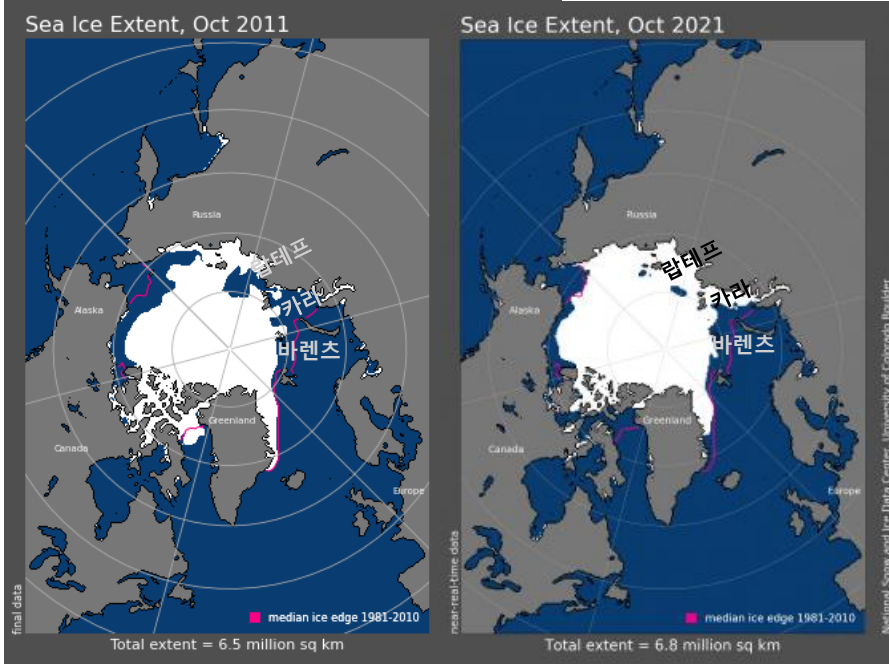 Sea Ice Extent, Oct 2011
Russia
랍테프
카라
Alaska
바렌츠
Greenland
Canada
Europe
final data
median ice edge 1981-2010
Total extent = 6.5 million sq km
Sea Ice Extent, Oct 2021
Russia
랍테프
카라
Alaska
바렌츠
Greenland
Canada
Europe
near-real-time data
median ice edge 1981-2010
Total extent = 6.8 million sq km
National Snow and Ice Data Center, University of Colorado Boulder